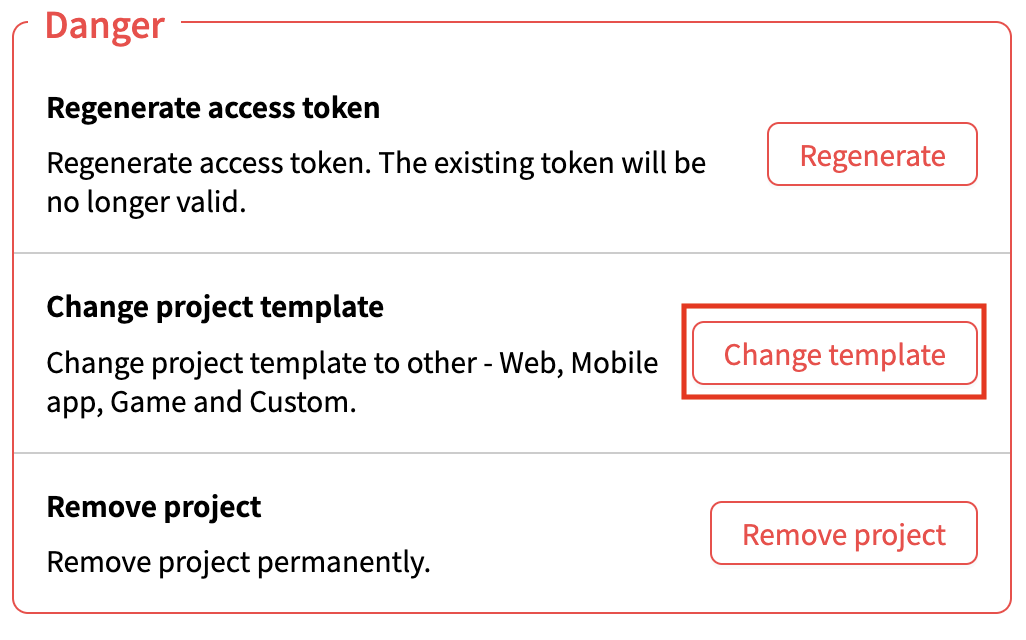 Danger
Regenerate access token
Regenerate access token. The existing token will be
no longer valid.
Regenerate
Change project template
Change project template to other - Web, Mobile
app, Game and Custom.
Change template
Remove project
Remove project permanently.
Remove project